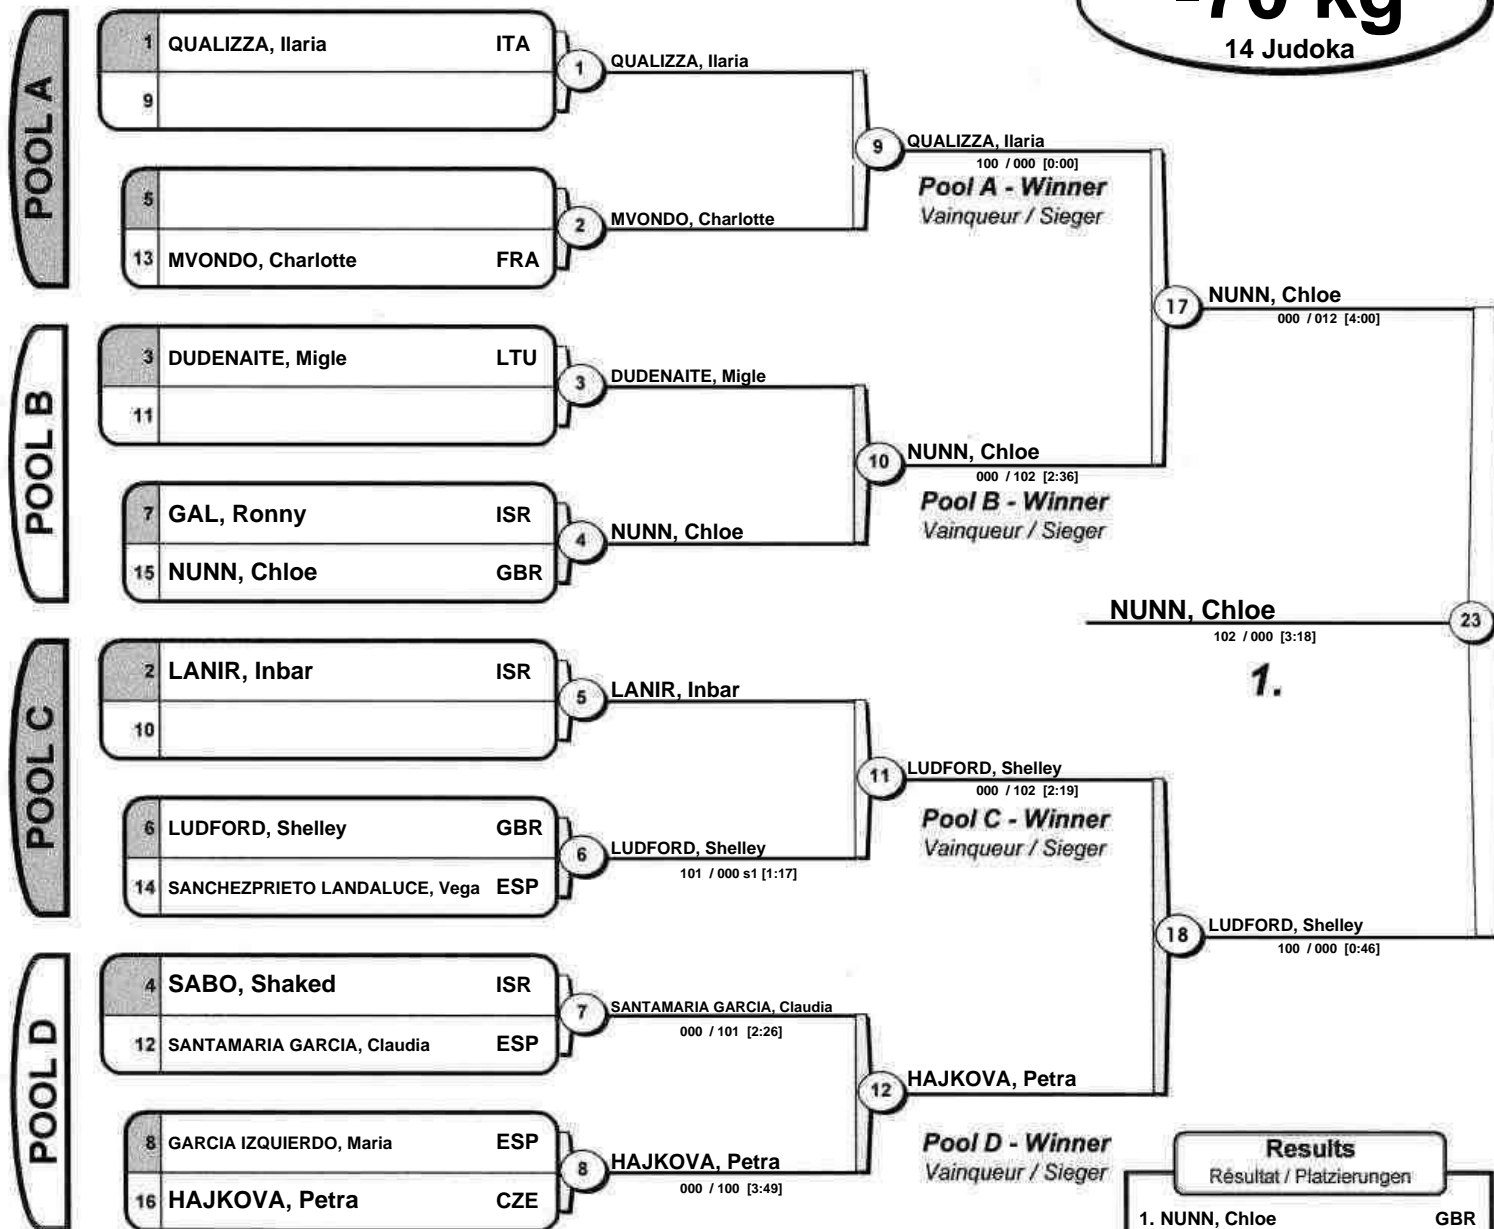 -70 kg
14 Judoka
POOL A
1 QUALIZZA, Ilaria ITA
9
5
13 MVONDO, Charlotte FRA
1 QUALIZZA, Ilaria
2 MVONDO, Charlotte
9 QUALIZZA, Ilaria
100 / 000 [0:00]
Pool A - Winner
Vainqueur / Sieger
POOL B
3 DUDENAITE, Migle LTU
11
7 GAL, Ronny ISR
15 NUNN, Chloe GBR
3 DUDENAITE, Migle
4 NUNN, Chloe
10 NUNN, Chloe
000 / 102 [2:36]
Pool B - Winner
Vainqueur / Sieger
17 NUNN, Chloe
000 / 012 [4:00]
NUNN, Chloe 23
102 / 000 [3:18]
1.
POOL C
2 LANIR, Inbar ISR
10
6 LUDFORD, Shelley GBR
14 SANCHEZPRIETO LANDALUCE, Vega ESP
5 LANIR, Inbar
6 LUDFORD, Shelley
101 / 000 s1 [1:17]
11 LUDFORD, Shelley
000 / 102 [2:19]
Pool C - Winner
Vainqueur / Sieger
18 LUDFORD, Shelley
100 / 000 [0:46]
POOL D
4 SABO, Shaked ISR
12 SANTAMARIA GARCIA, Claudia ESP
8 GARCIA IZQUIERDO, Maria ESP
16 HAJKOVA, Petra CZE
7 SANTAMARIA GARCIA, Claudia
000 / 101 [2:26]
8 HAJKOVA, Petra
000 / 100 [3:49]
12 HAJKOVA, Petra
Pool D - Winner
Vainqueur / Sieger
Results
Résultat / Platzierungen
1. NUNN, Chloe GBR